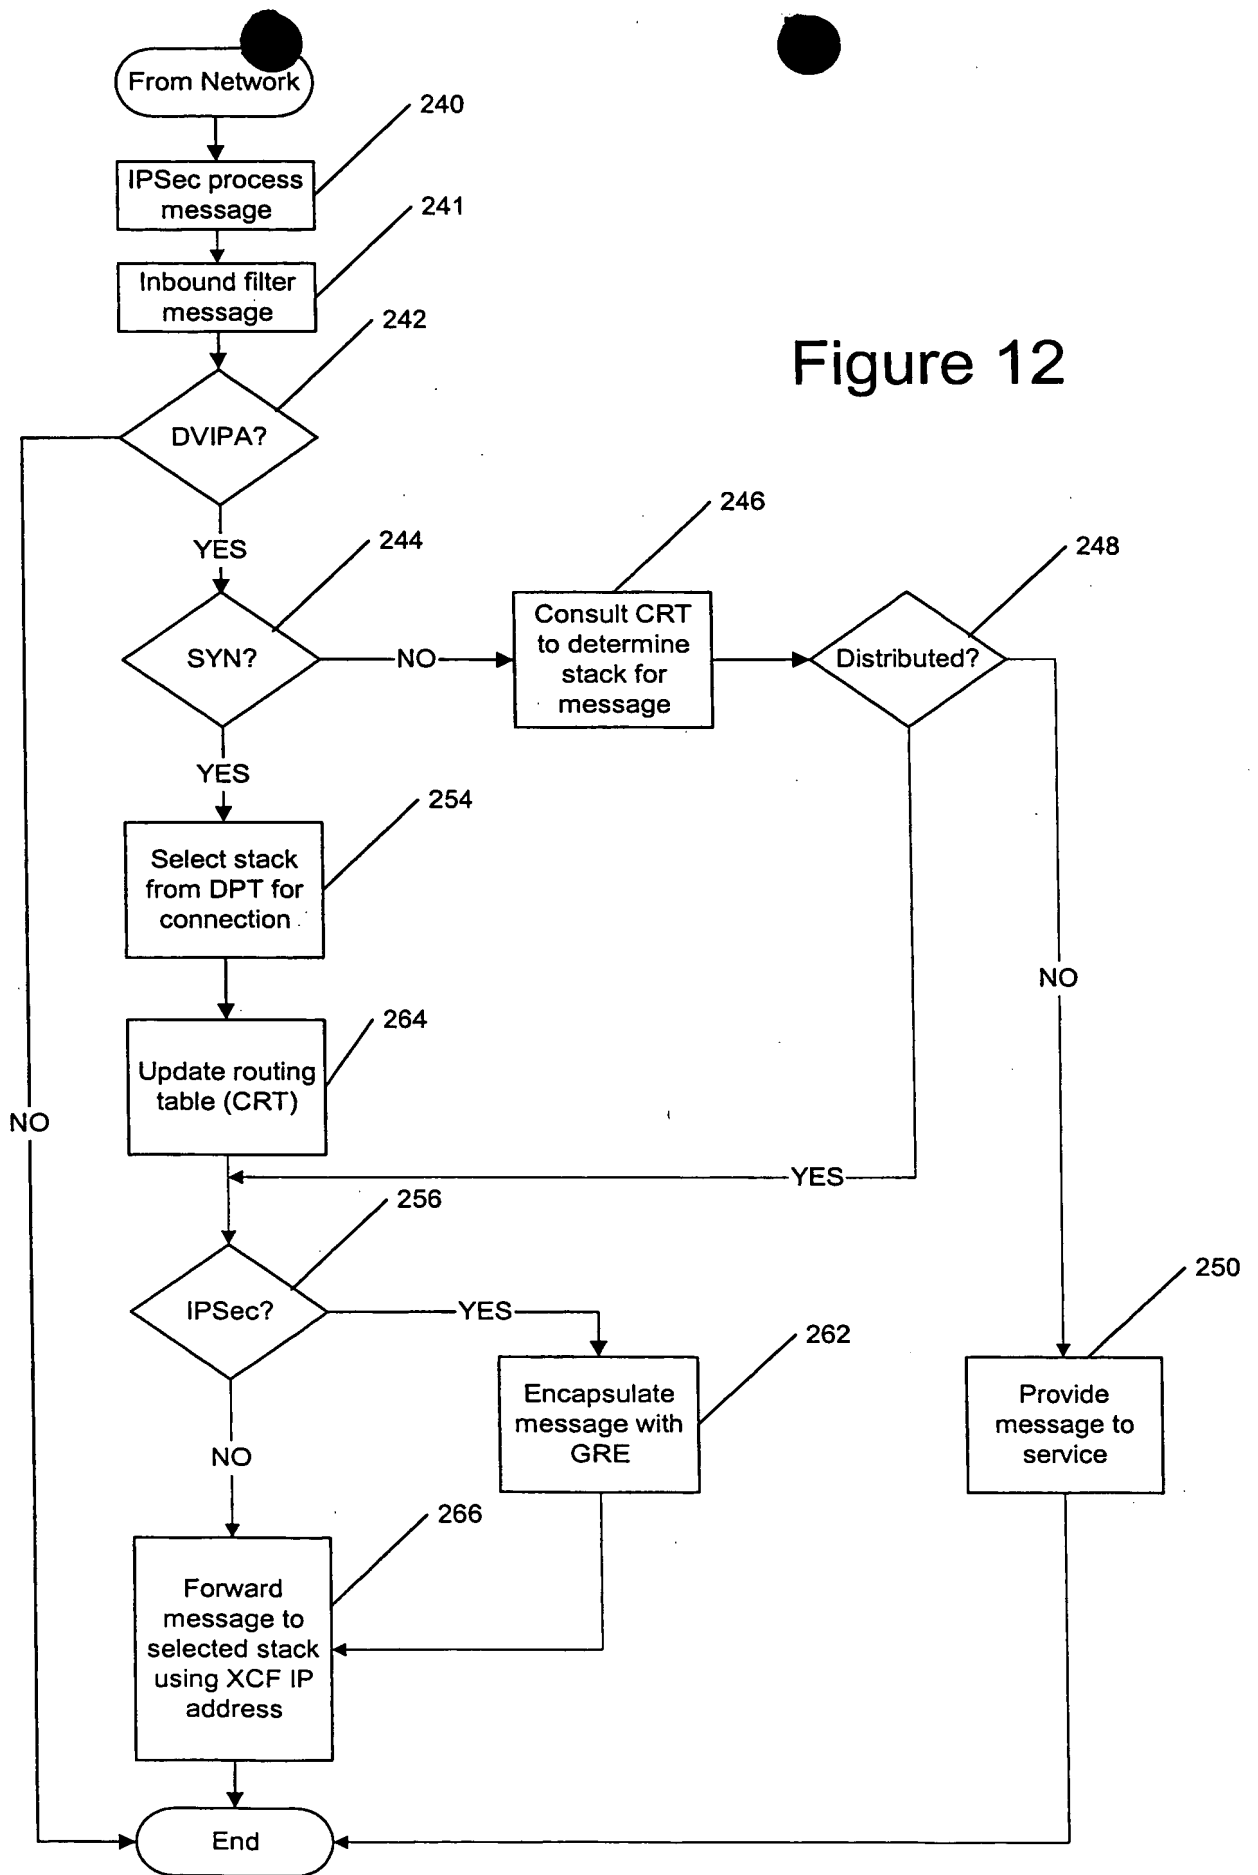 From Network
240
IPSec process
message
241
Inbound filter
message
242
Figure 12
DVIPA?
YES
244
246
248
SYN?
NO
Consult CRT
to determine
stack for
message
Distributed?
YES
254
Select stack
from DPT for
connection
NO
264
Update routing
table (CRT)
NO
YES
256
IPSec?
YES
250
262
Encapsulate
message with
GRE
Provide
message to
service
NO
266
Forward
message to
selected stack
using XCF IP
address
End